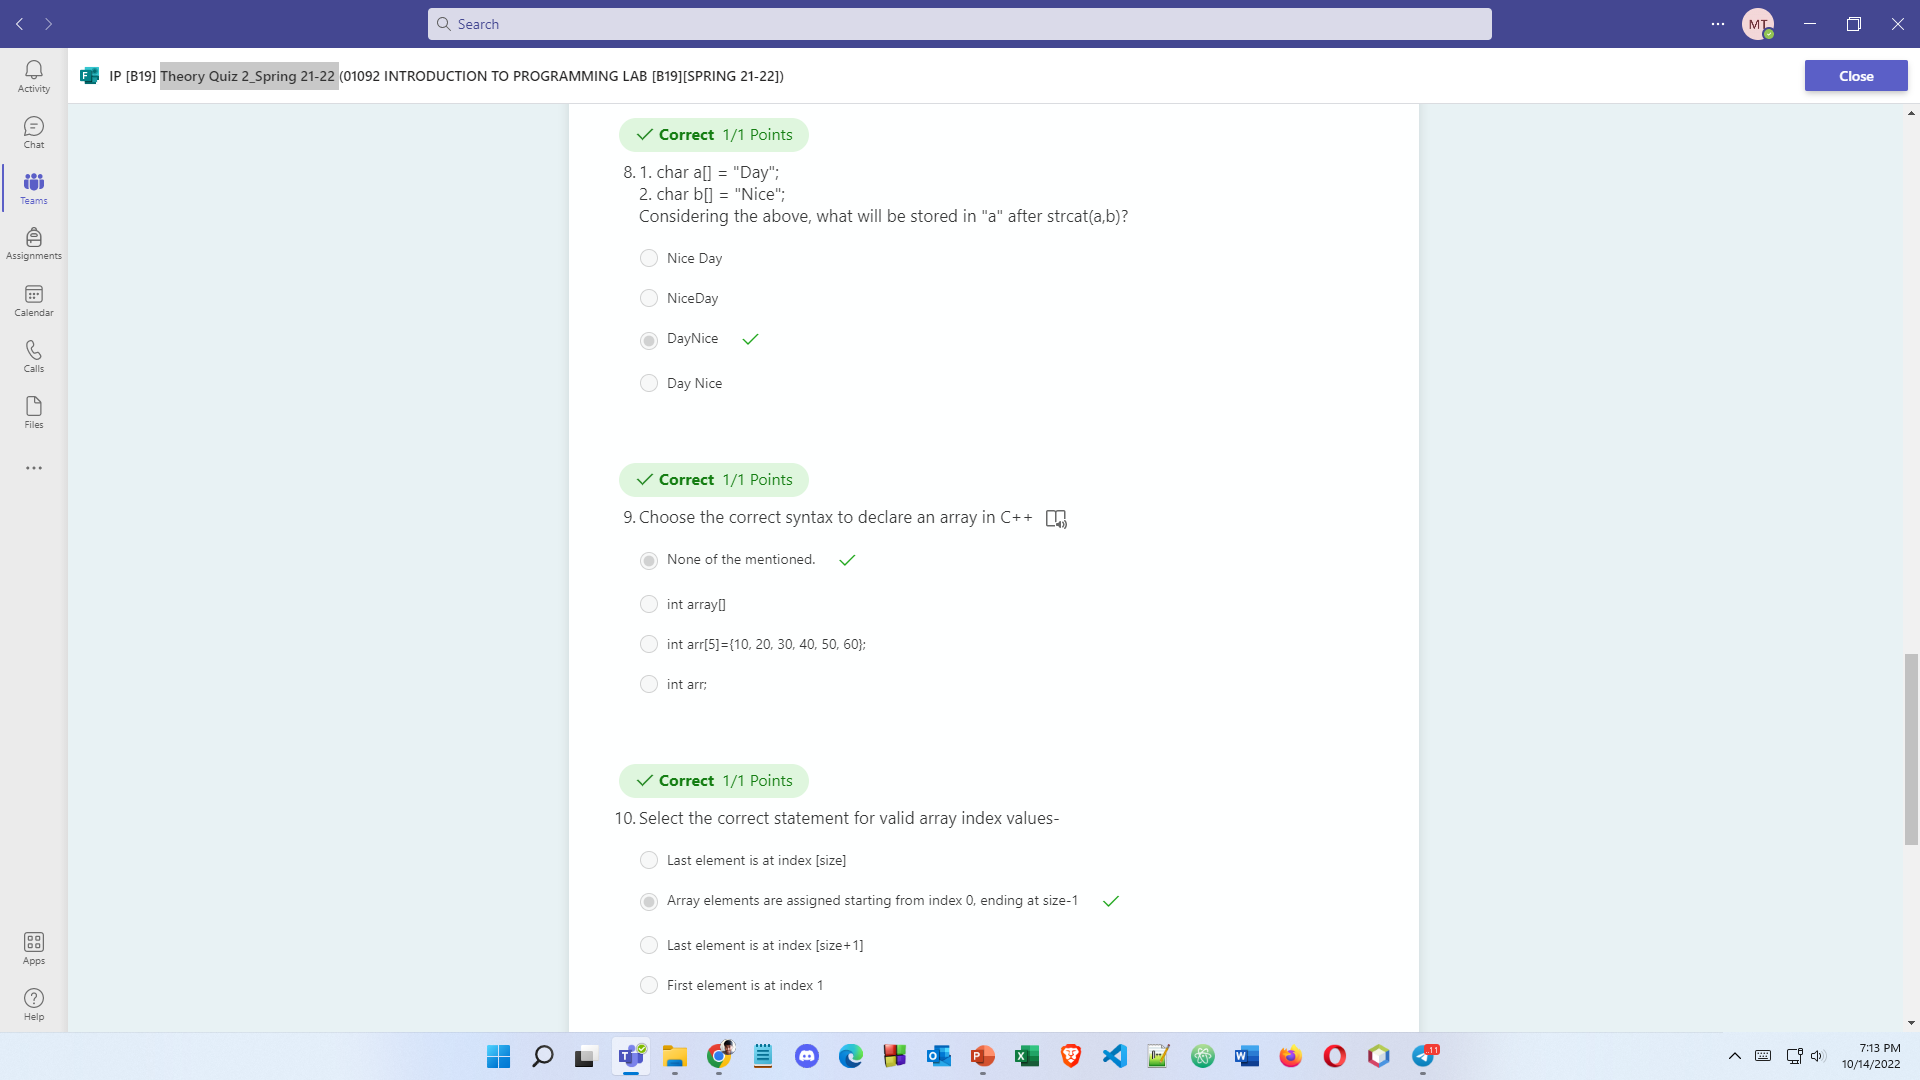 Search
MT
IP [B19] Theory Quiz 2_Spring 21-22 (01092 INTRODUCTION TO PROGRAMMING LAB [B19][SPRING 21-22])
Close
Activity
Chat
Teams
Assignments
Calendar
Calls
Files
Apps
Help
Correct 1/1 Points
8. 1. char a[] = "Day";
2. char b[] = "Nice";
Considering the above, what will be stored in "a" after strcat(a,b)?
Nice Day
NiceDay
DayNice
Day Nice
Correct 1/1 Points
9. Choose the correct syntax to declare an array in C++
None of the mentioned.
int array[]
int arr[5]={10, 20, 30, 40, 50, 60};
int arr;
Correct 1/1 Points
10. Select the correct statement for valid array index values-
Last element is at index [size]
Array elements are assigned starting from index 0, ending at size-1
Last element is at index [size+1]
First element is at index 1
11
7:13 PM
10/14/2022